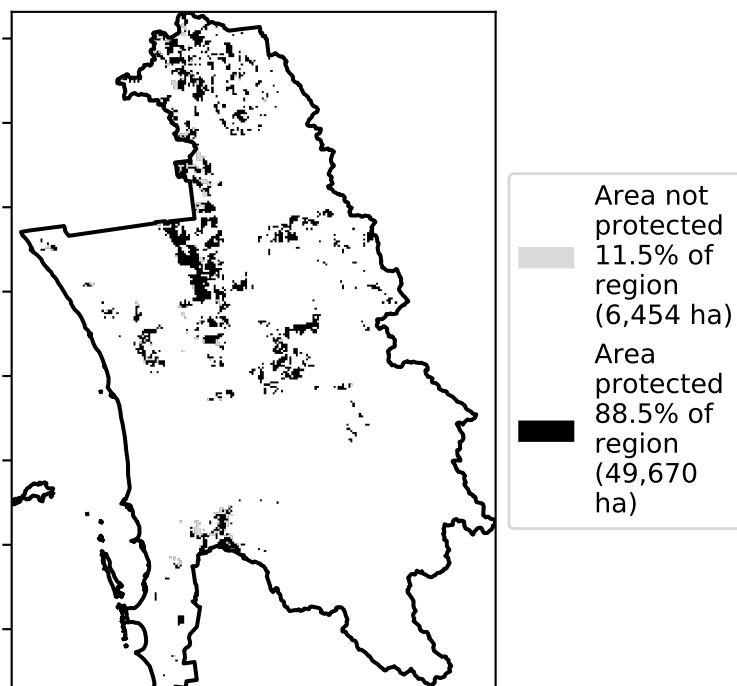 Area not
protected
11.5% of
region
(6,454 ha)
Area
protected
88.5% of
region
(49,670
ha)